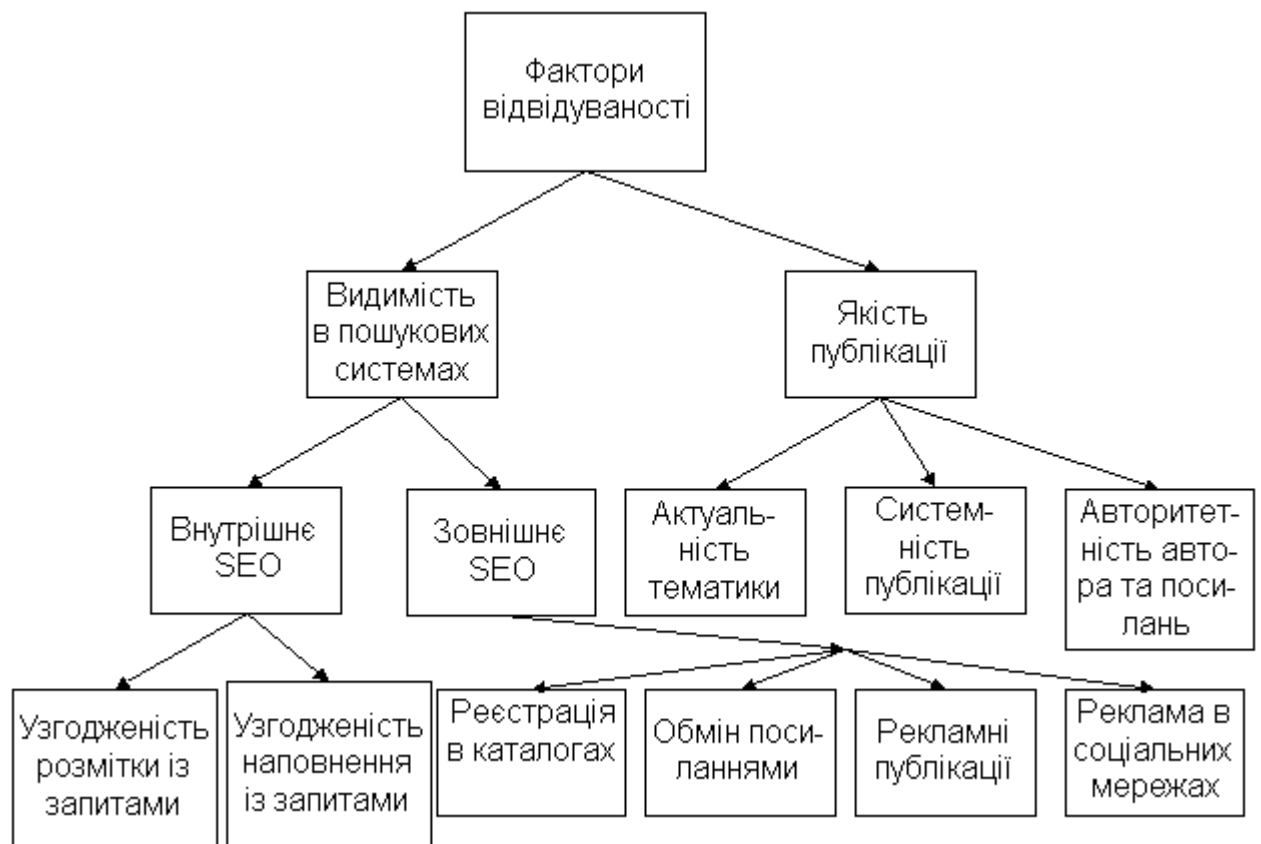 Фактори
відвідуваності
Видимість
в пошукових
системах
Якість
публікації
Внутрішнє
SEO
Зовнішнє
SEO
Актуаль-
ність
тематики
Систем-
ність
публікації
Авторитет-
ність авто-
ра та поси-
лань
Узгодженість
розмітки із
запитами
Узгодженість
наповнення
із запитами
Реєстрація
в каталогах
Обмін поси-
ланнями
Рекламні
публікації
Реклама в
соціальних
мережах